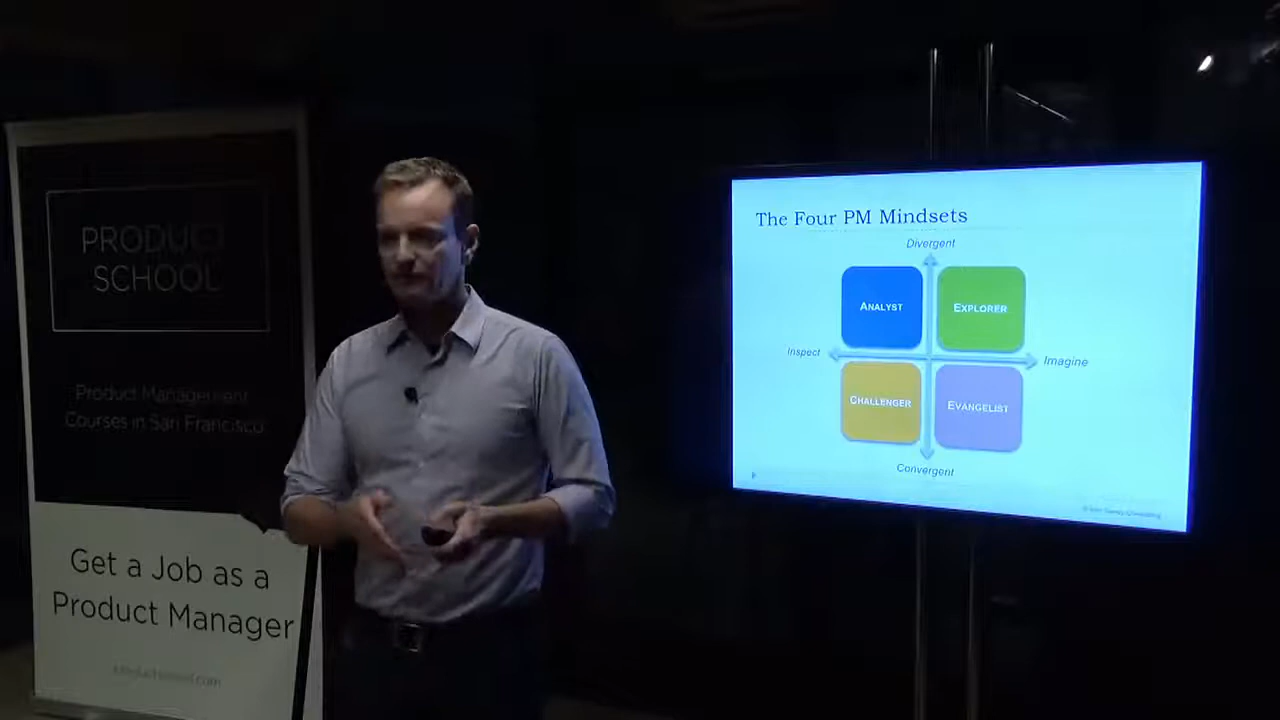 PRODUCT
SCHOOL
Product Management
Courses in San Francisco
Get a Job as a
Product Manager
The Four PM Mindsets
Divergent
ANALYST
EXPLORER
Inspect
Imagine
CHALLENGER
EVANGELIST
Convergent